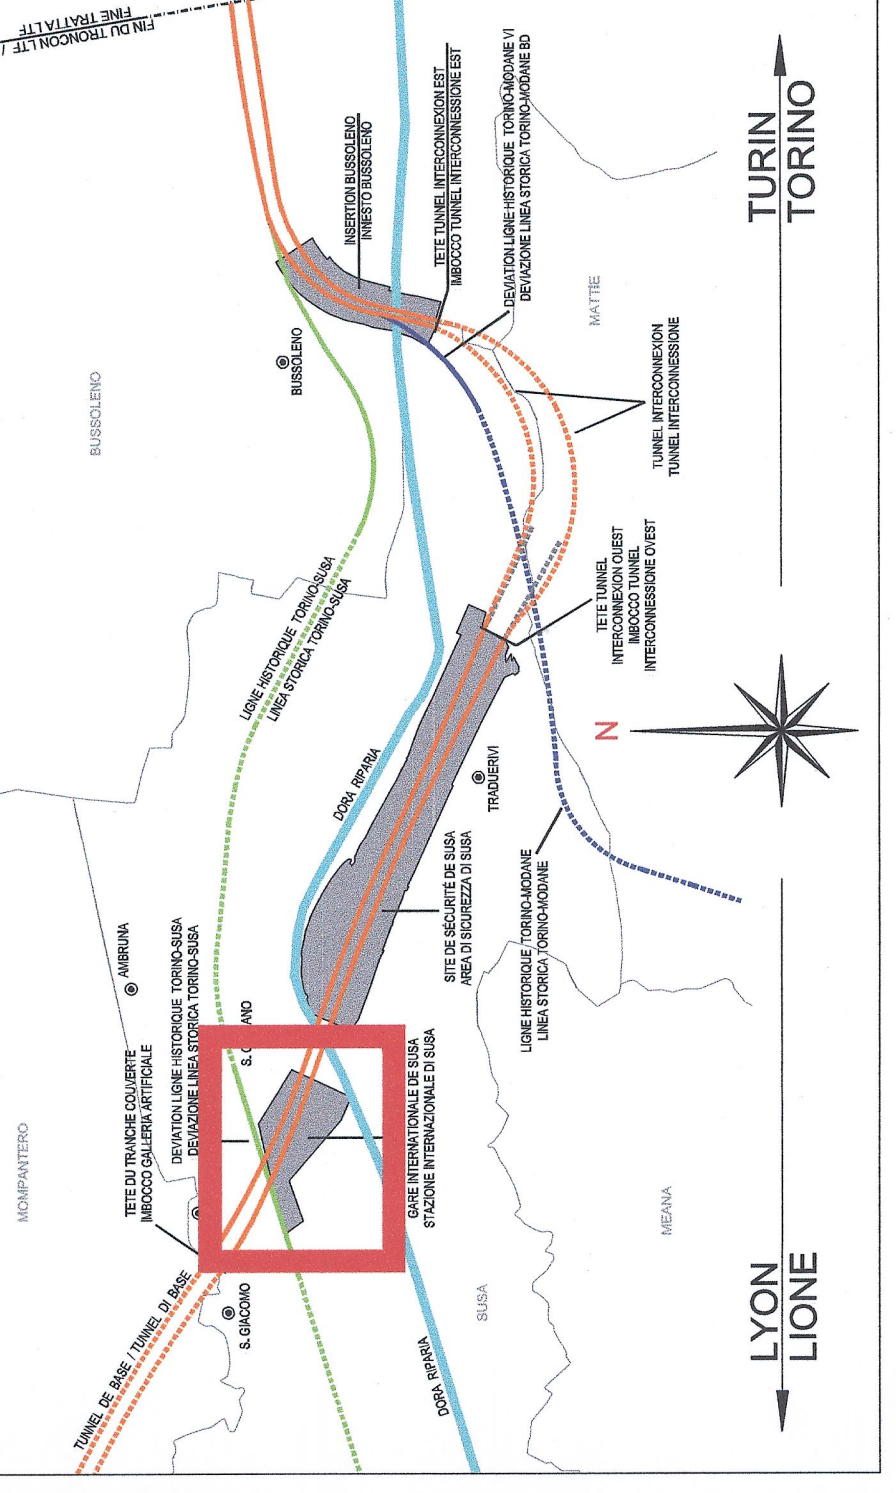 FIN DU TRONCON LTF /
FINE TRATTA LTF
MOMPANTERO
BUSSOLENO
AMBRUNA
TETE DU TRANCHE COUVERTE
IMBOCCO GALLERIA ARTIFICIALE
DEVIATION LIGNE HISTORIQUE TORINO-SUSA
DEVIAZIONE LINEA STORICA TORINO-SUSA
TUNNEL DE BASE / TUNNEL DI BASE
S. GIACOMO
LIGNE HISTORIQUE TORINO-SUSA
LINEA STORICA TORINO-SUSA
BUSSOLENO
INSERTION BUSSOLENO
INNESTO BUSSOLENO
TETE TUNNEL INTERCONNEXION EST
IMBOCCO TUNNEL INTERCONNESSIONE EST
DEVIATION LIGNE HISTORIQUE TORINO-MODANE VI
DEVIAZIONE LINEA STORICA TORINO-MODANE BD
DORA RIPARIA
DORA RIPARIA
GARE INTERNATIONALE DE SUSA
STAZIONE INTERNAZIONALE DI SUSA
SITE DE SÉCURITÉ DE SUSA
AREA DI SICUREZZA DI SUSA
TRADUERIVI
MATTIE
SUSA
LIGNE HISTORIQUE TORINO-MODANE
LINEA STORICA TORINO-MODANE
TETE TUNNEL
INTERCONNEXION OUEST
IMBOCCO TUNNEL
INTERCONNESSIONE OVEST
TUNNEL INTERCONNEXION
TUNNEL INTERCONNESSIONE
MEANA
N
LYON
LIONE
TURIN
TORINO